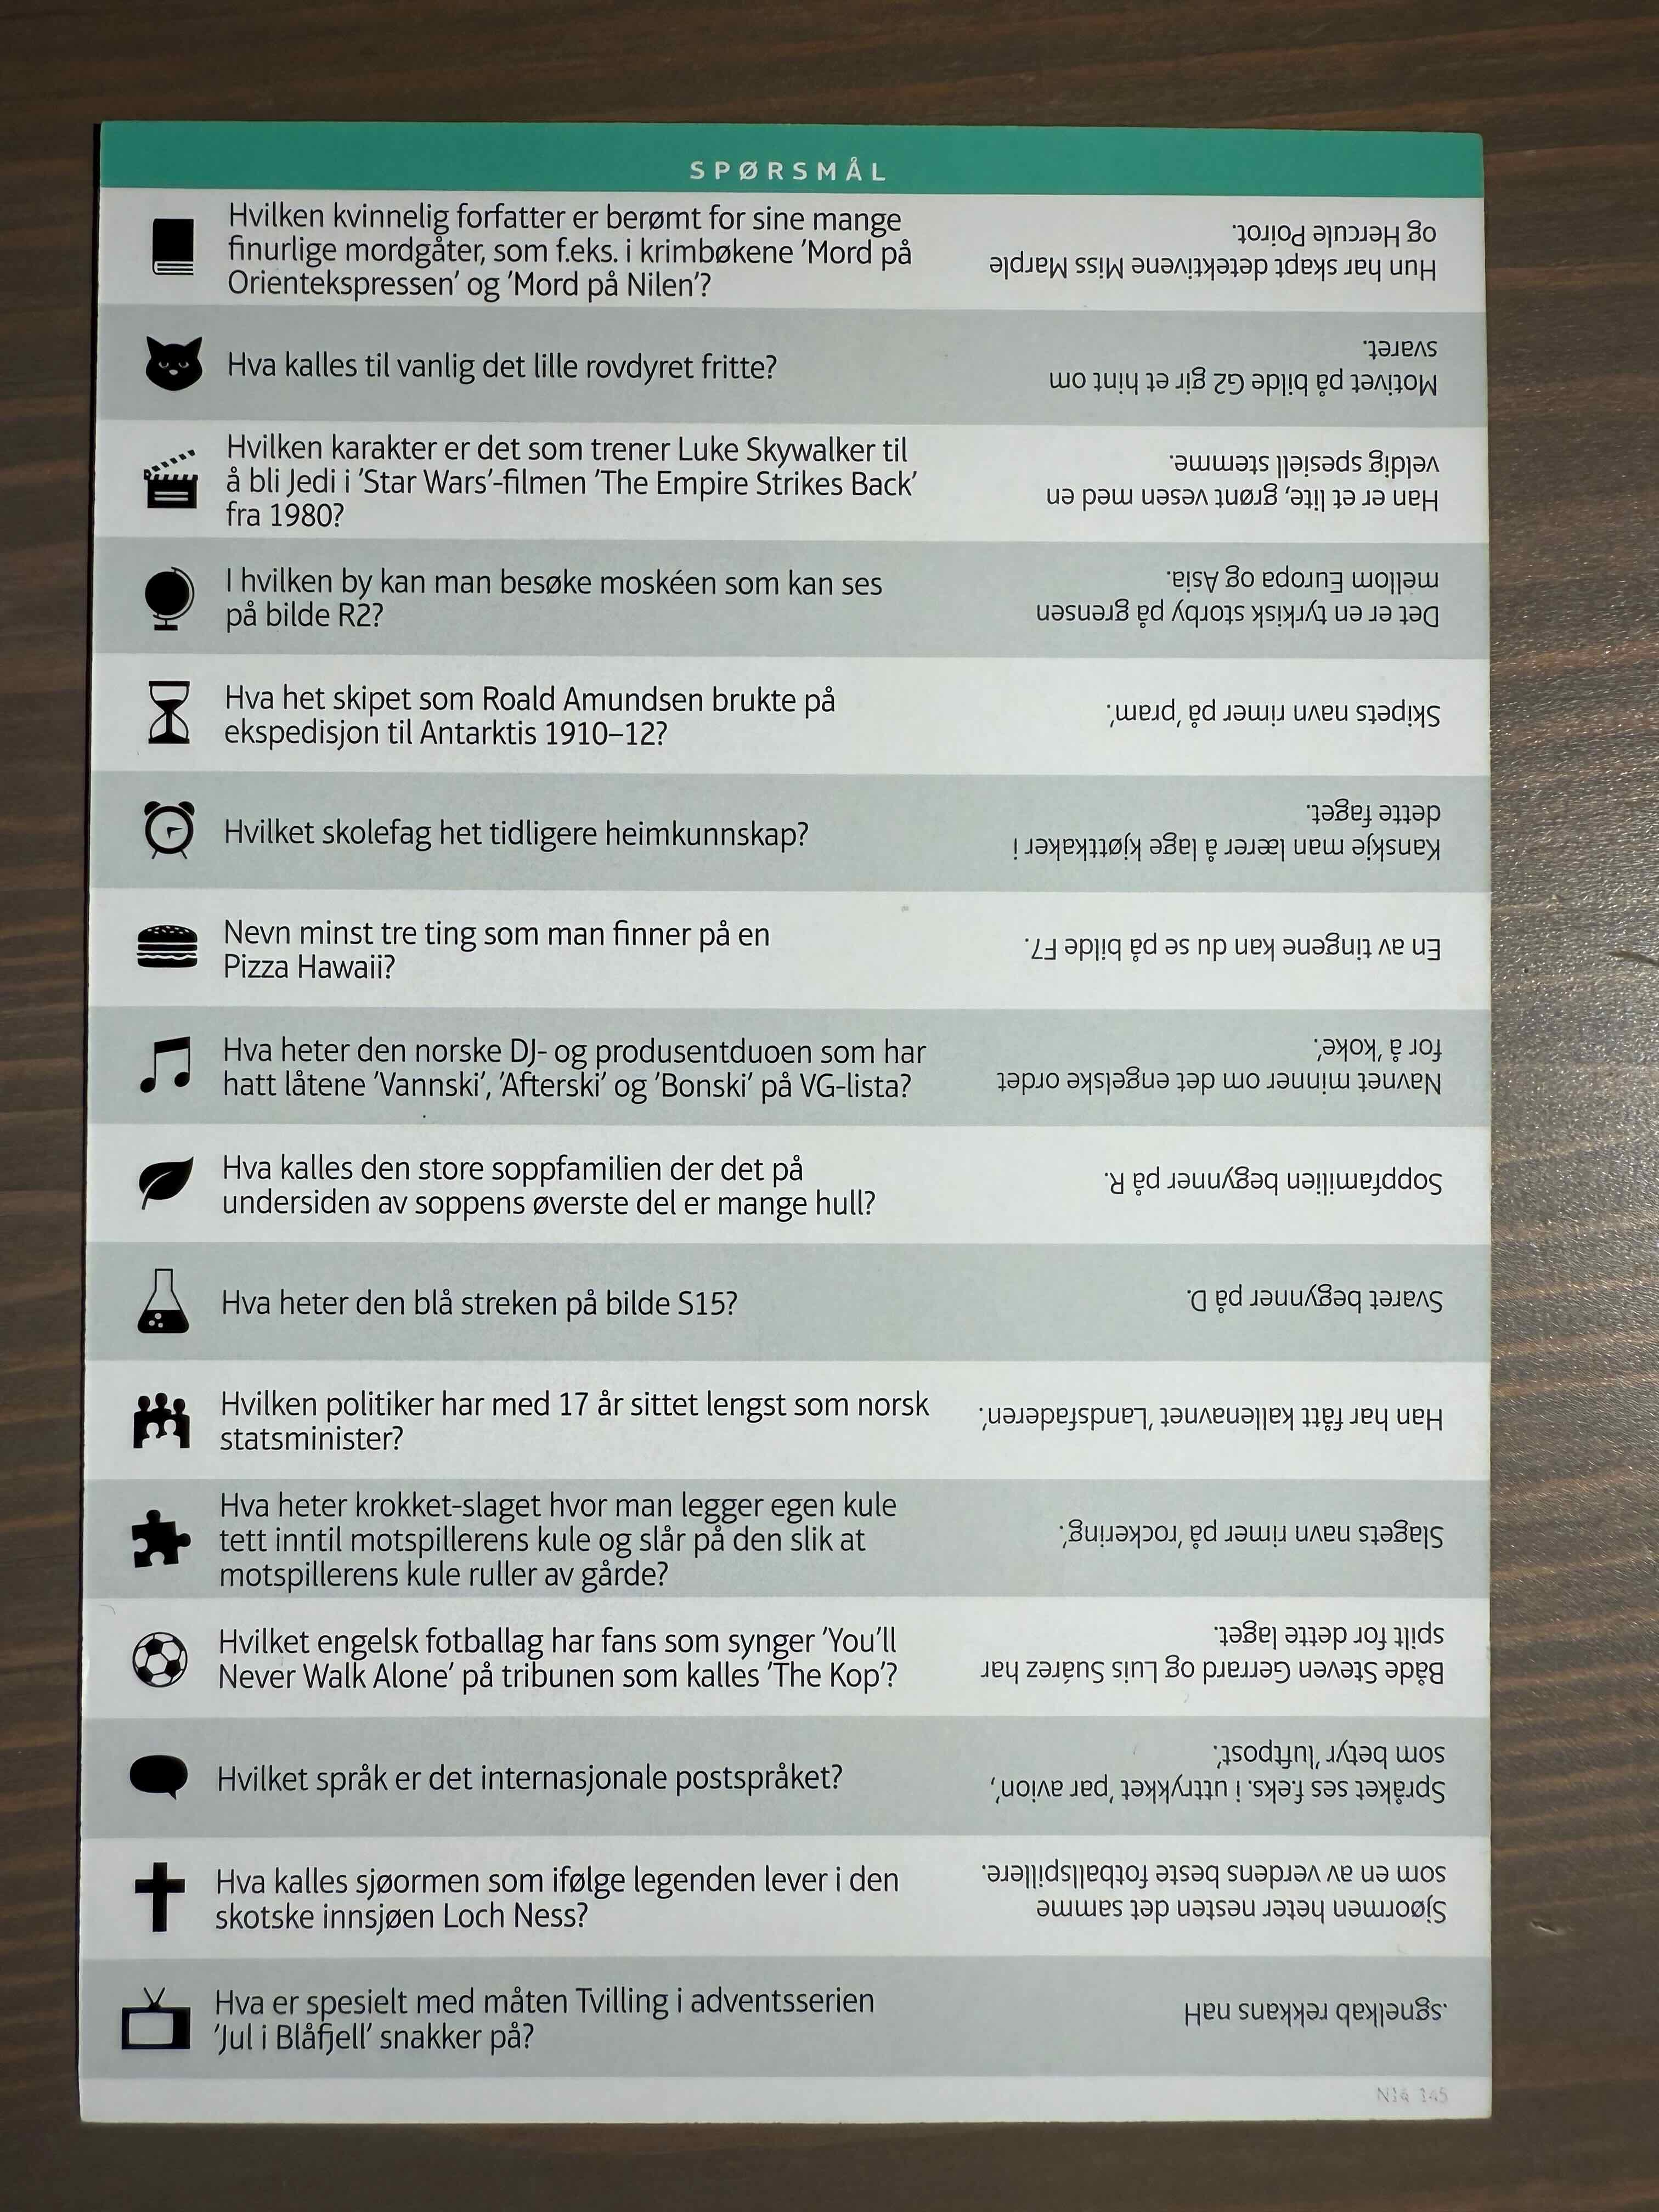 SPØRSMÅL
Hvilken kvinnelig forfatter er berømt for sine mange
finurlige mordgåter, som f.eks. i krimbøkene 'Mord på
Orientekspressen' og 'Mord på Nilen'?
Hun har skapt detektivene Miss Marple
og Hercule Poirot.
Hva kalles til vanlig det lille rovdyret fritte?
Motivet på bilde G2 gir et hint om
svaret.
Hvilken karakter er det som trener Luke Skywalker til
å bli Jedi i 'Star Wars'-filmen 'The Empire Strikes Back'
fra 1980?
Han er et lite, grønt vesen med en
veldig spesiell stemme.
I hvilken by kan man besøke moskéen som kan ses
på bilde R2?
Det er en tyrkisk storby på grensen
mellom Europa og Asia.
Hva het skipet som Roald Amundsen brukte på
ekspedisjon til Antarktis 1910–12?
Skipets navn rimer på 'pram'.
Hvilket skolefag het tidligere heimkunnskap?
Kanskje man lærer å lage kjøttkaker i
dette faget.
Nevn minst tre ting som man finner på en
Pizza Hawaii?
En av tingene kan du se på bilde F7.
Hva heter den norske DJ- og produsentduoen som har
hatt låtene 'Vannski', 'Afterski' og 'Bonski' på VG-lista?
Navnet minner om det engelske ordet
for å 'koke'.
Hva kalles den store soppfamilien der det på
undersiden av soppens øverste del er mange hull?
Soppfamilien begynner på R.
Hva heter den blå streken på bilde S15?
Svaret begynner på D.
Hvilken politiker har med 17 år sittet lengst som norsk
statsminister?
Han har fått kallenavnet 'Landsfaderen'.
Hva heter krokket-slaget hvor man legger egen kule
tett inntil motspillerens kule og slår på den slik at
motspillerens kule ruller av gårde?
Slagets navn rimer på 'rockering'.
Hvilket engelsk fotballag har fans som synger 'You'll
Never Walk Alone' på tribunen som kalles 'The Kop'?
Både Steven Gerrard og Luis Suárez har
spilt for dette laget.
Hvilket språk er det internasjonale postspråket?
Språket ses f.eks. i uttrykket 'par avion',
som betyr 'luftpost'.
Hva kalles sjøormen som ifølge legenden lever i den
skotske innsjøen Loch Ness?
Sjøormen heter nesten det samme
som en av verdens beste fotballspillere.
Hva er spesielt med måten Tvilling i adventsserien
'Jul i Blåfjell' snakker på?
Han snakker baklengs.
N14 145